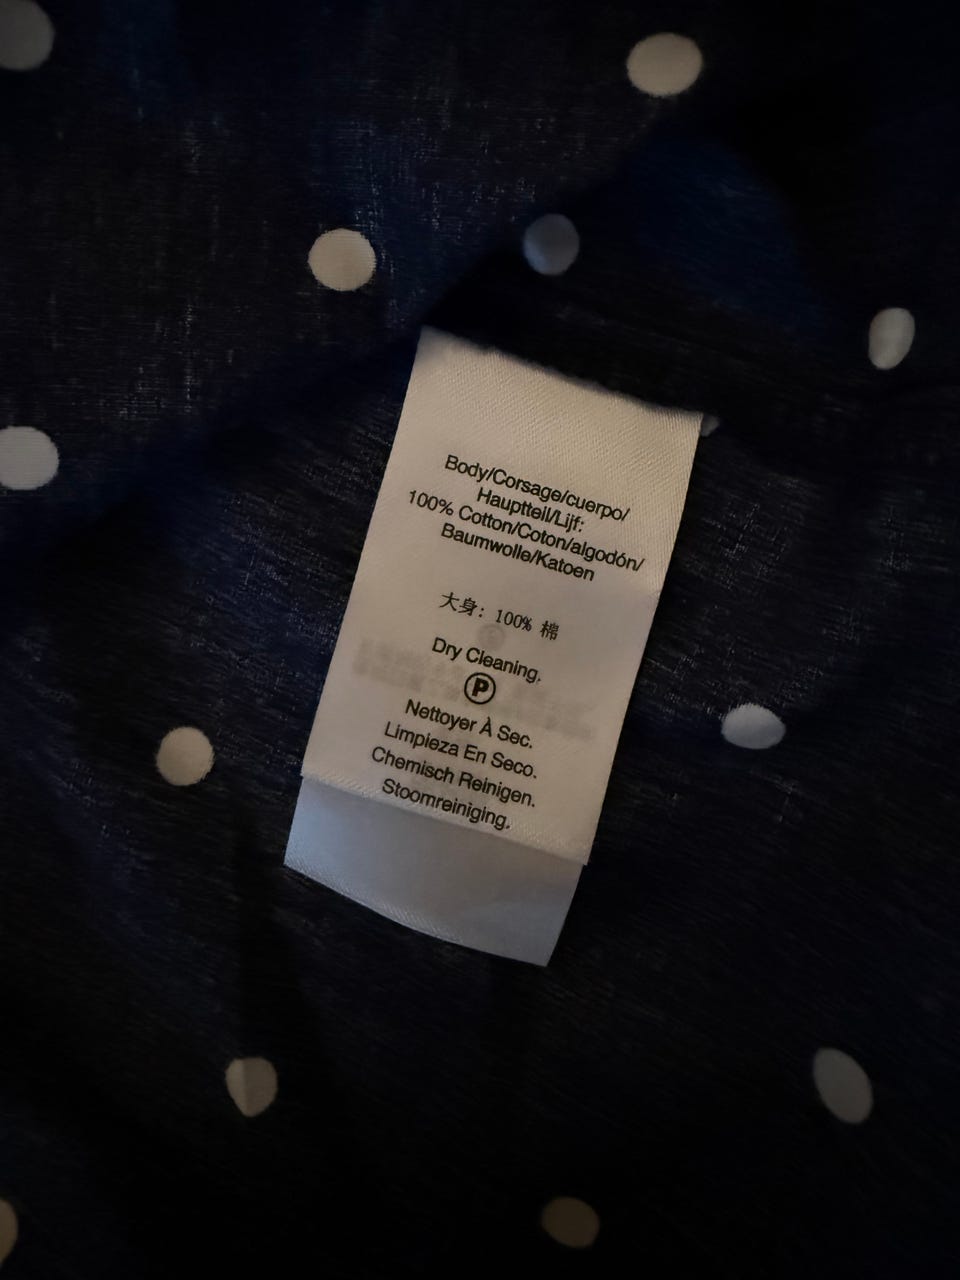 Body/Corsage/cuerpo/
Hauptteil/Lijf:
100% Cotton/Coton/algodón/
Baumwolle/Katoen
大身: 100% 棉
Dry Cleaning.
P
Nettoyer À Sec.
Limpieza En Seco.
Chemisch Reinigen.
Stoomreiniging.